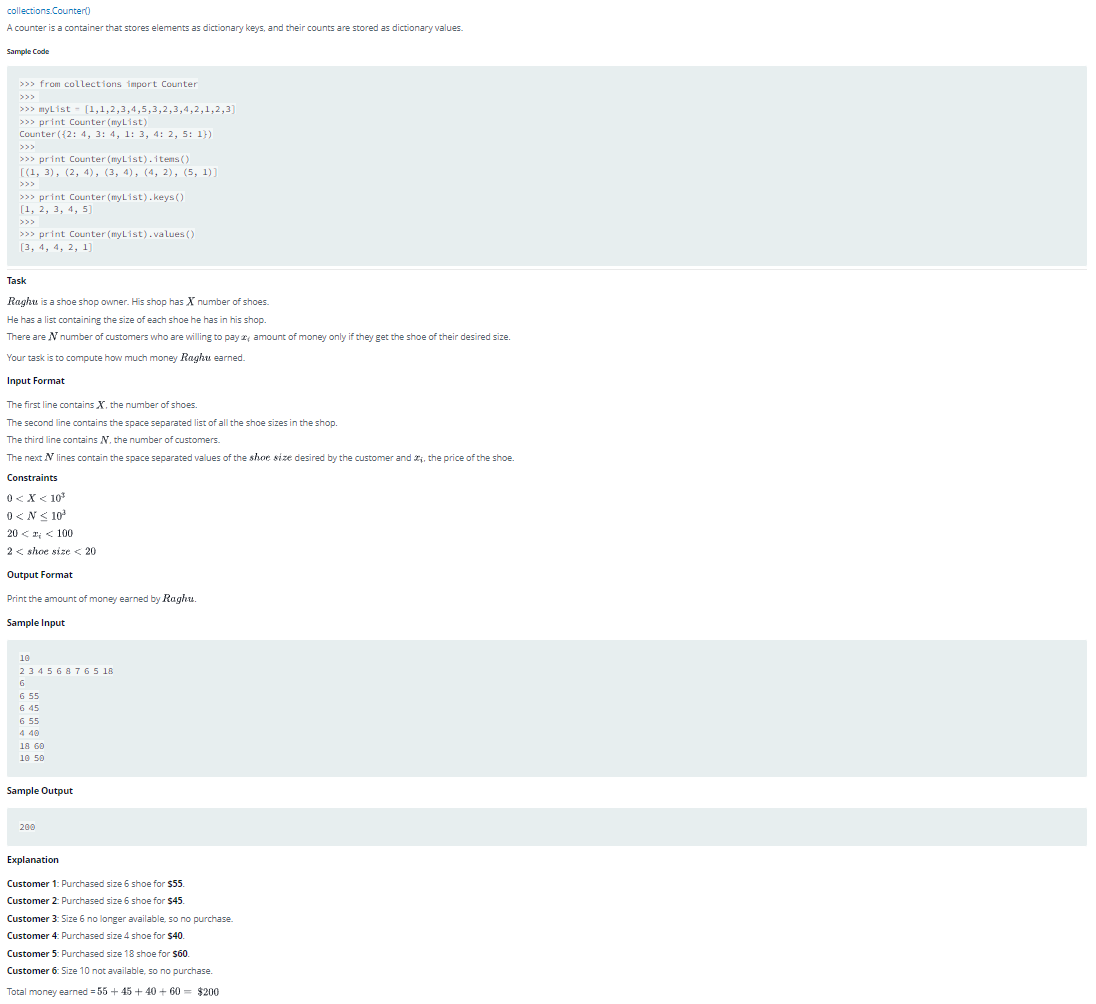 collections.Counter()
A counter is a container that stores elements as dictionary keys, and their counts are stored as dictionary values.
Sample Code
>>> from collections import Counter
>>>
>>> myList = [1,1,2,3,4,5,3,2,3,4,2,1,2,3]
>>> print Counter(myList)
Counter({2: 4, 3: 4, 1: 3, 4: 2, 5: 1})
>>>
>>> print Counter(myList).items()
[(1, 3), (2, 4), (3, 4), (4, 2), (5, 1)]
>>>
>>> print Counter(myList).keys()
[1, 2, 3, 4, 5]
>>>
>>> print Counter(myList).values()
[3, 4, 4, 2, 1]
Task
Raghu is a shoe shop owner. His shop has X number of shoes.
He has a list containing the size of each shoe he has in his shop.
There are N number of customers who are willing to pay xᵢ amount of money only if they get the shoe of their desired size.
Your task is to compute how much money Raghu earned.
Input Format
The first line contains X, the number of shoes.
The second line contains the space separated list of all the shoe sizes in the shop.
The third line contains N, the number of customers.
The next N lines contain the space separated values of the shoe size desired by the customer and xᵢ, the price of the shoe.
Constraints
0 < X < 10³
0 < N ≤ 10³
20 < xᵢ < 100
2 < shoe size < 20
Output Format
Print the amount of money earned by Raghu.
Sample Input
10
2 3 4 5 6 8 7 6 5 18
6
6 55
6 45
6 55
4 40
18 60
10 50
Sample Output
200
Explanation
Customer 1: Purchased size 6 shoe for $55.
Customer 2: Purchased size 6 shoe for $45.
Customer 3: Size 6 no longer available, so no purchase.
Customer 4: Purchased size 4 shoe for $40.
Customer 5: Purchased size 18 shoe for $60.
Customer 6: Size 10 not available, so no purchase.
Total money earned = 55 + 45 + 40 + 60 = $200